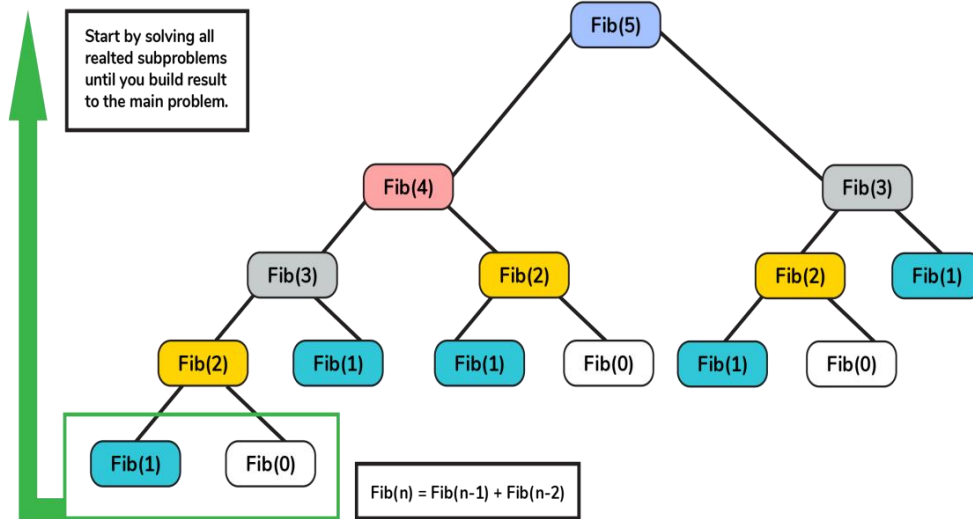 Start by solving all
realted subproblems
until you build result
to the main problem.
Fib(5)
Fib(4)
Fib(3)
Fib(3)
Fib(2)
Fib(2)
Fib(1)
Fib(2)
Fib(1)
Fib(1)
Fib(0)
Fib(1)
Fib(0)
Fib(1)
Fib(0)
Fib(n) = Fib(n-1) + Fib(n-2)